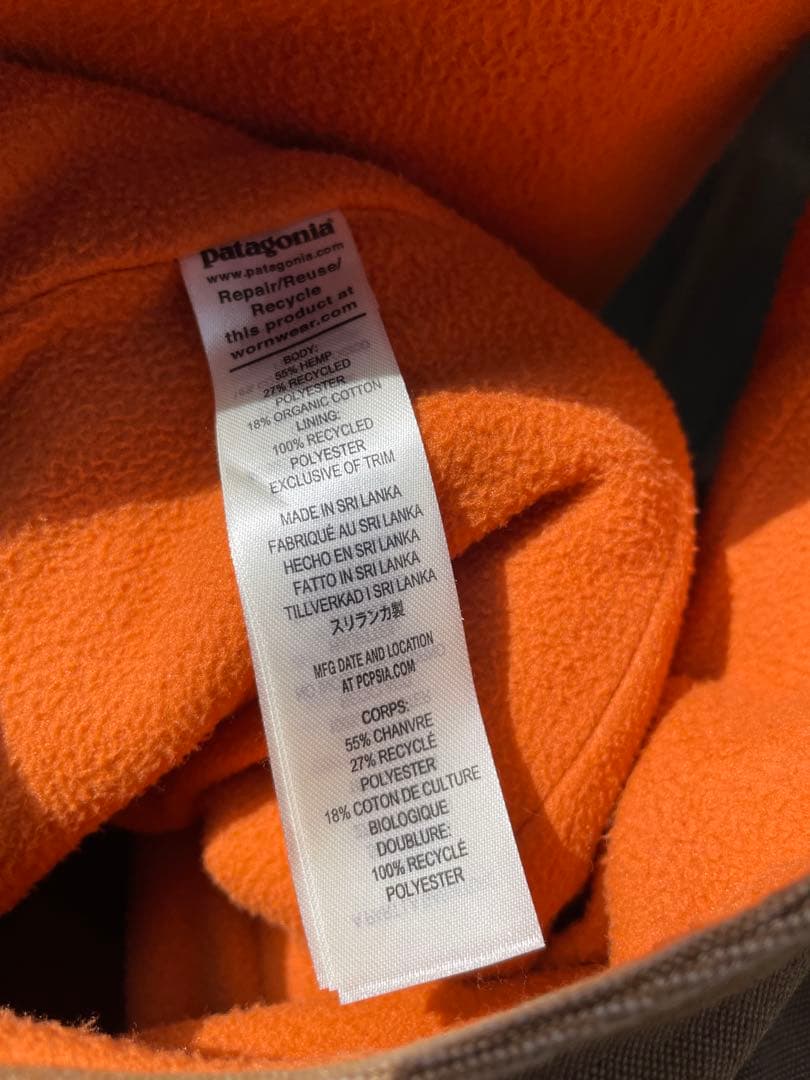 patagonia®
www.patagonia.com
Repair/Reuse/
Recycle
this product at
wornwear.com
BODY:
55% HEMP
27% RECYCLED
POLYESTER
18% ORGANIC COTTON
LINING:
100% RECYCLED
POLYESTER
EXCLUSIVE OF TRIM
MADE IN SRI LANKA
FABRIQUÉ AU SRI LANKA
HECHO EN SRI LANKA
FATTO IN SRI LANKA
TILLVERKAD I SRI LANKA
スリランカ製
MFG DATE AND LOCATION
AT PCPSIA.COM
CORPS:
55% CHANVRE
27% RECYCLÉ
POLYESTER
18% COTON DE CULTURE
BIOLOGIQUE
DOUBLURE:
100% RECYCLÉ
POLYESTER